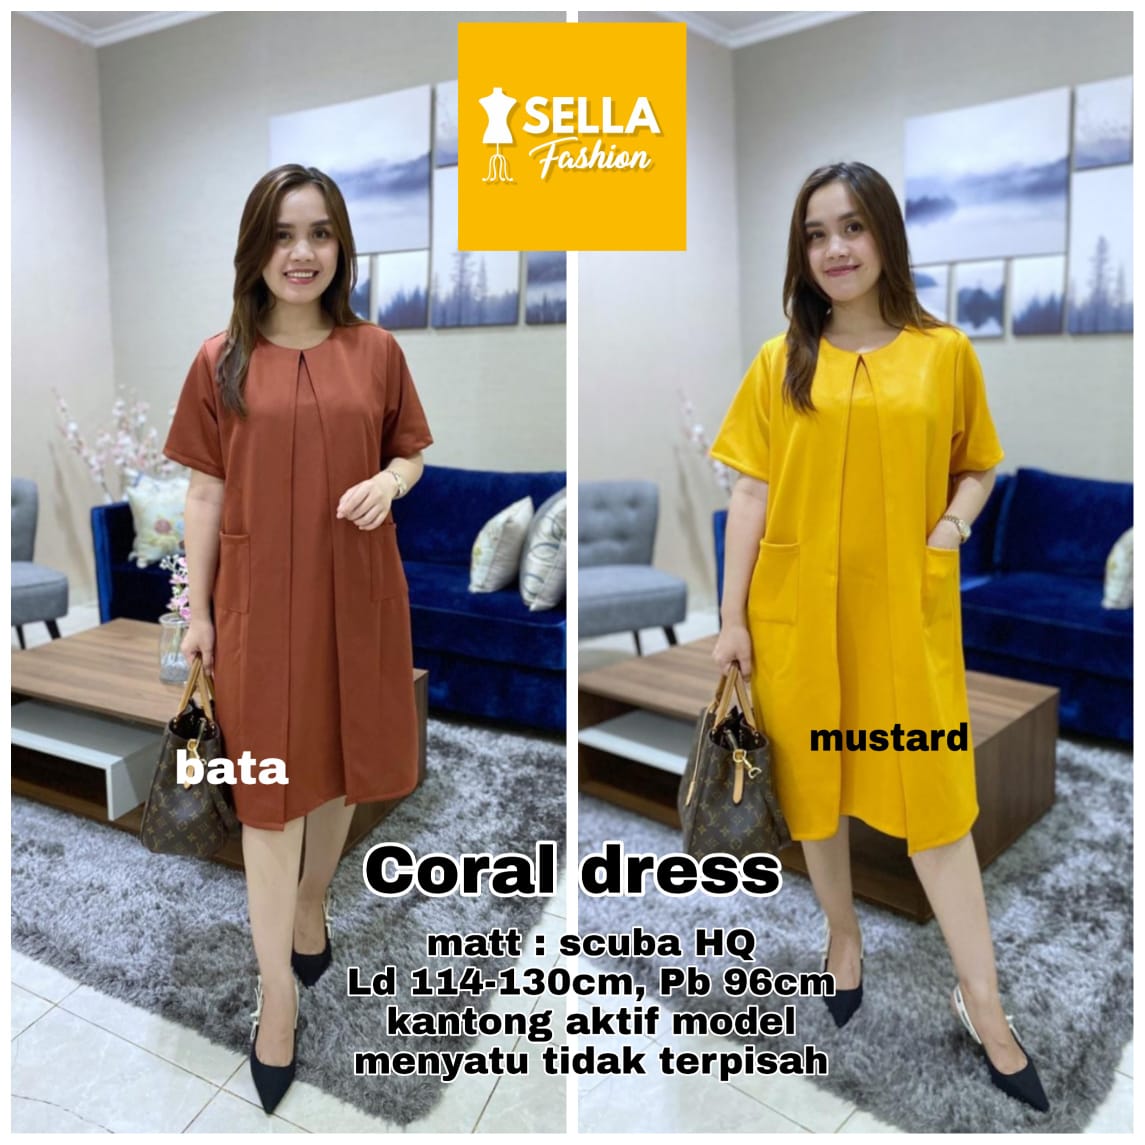 SELLA
Fashion
bata
mustard
Coral dress
matt : scuba HQ
Ld 114-130cm, Pb 96cm
kantong aktif model
menyatu tidak terpisah